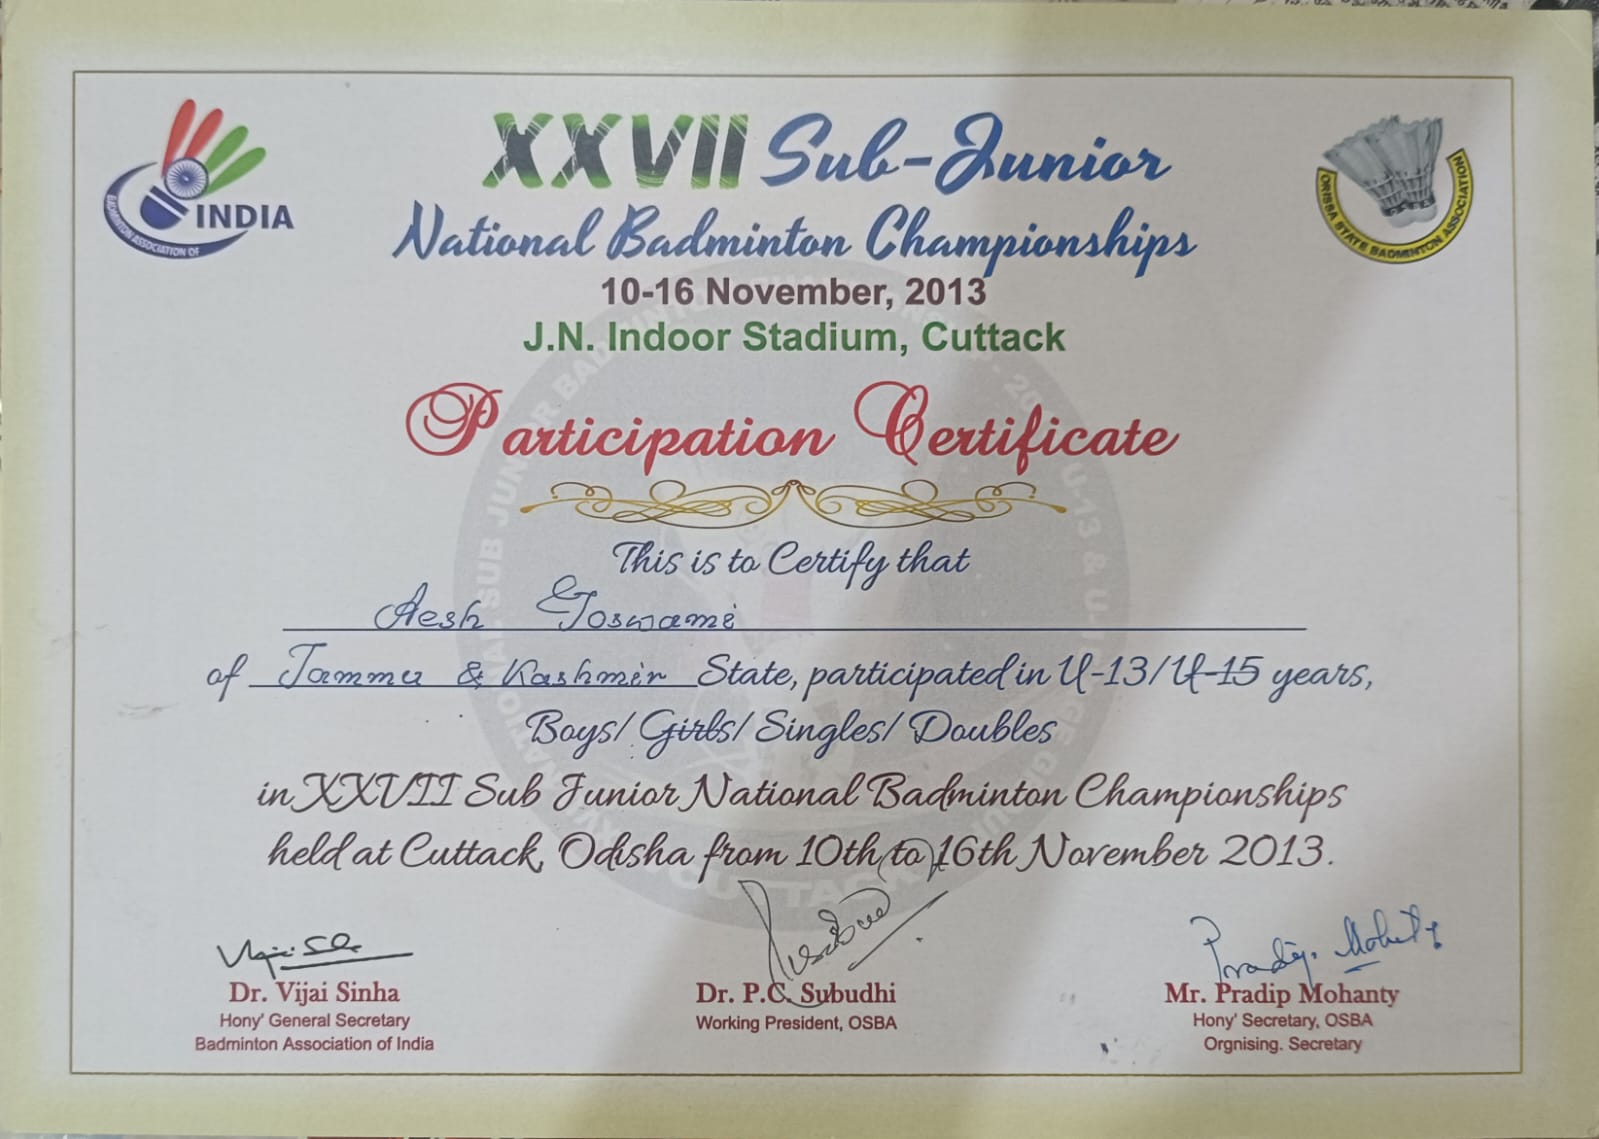 BADMINTON ASSOCIATION OF
INDIA
XXVII Sub-Junior
National Badminton Championships
10-16 November, 2013
J.N. Indoor Stadium, Cuttack
ORISSA STATE BADMINTON ASSOCIATION
OSBA
Participation Certificate
This is to Certify that
Aesh Goswami
of Jammu & Kashmir State, participated in U-13/U-15 years,
Boys/ Girls/ Singles/ Doubles
in XXVII Sub Junior National Badminton Championships
held at Cuttack, Odisha from 10th to 16th November 2013.
Pradip Mohanty
Dr. Vijai Sinha
Hony' General Secretary
Badminton Association of India
Dr. P.C. Subudhi
Working President, OSBA
Mr. Pradip Mohanty
Hony' Secretary, OSBA
Orgnising. Secretary